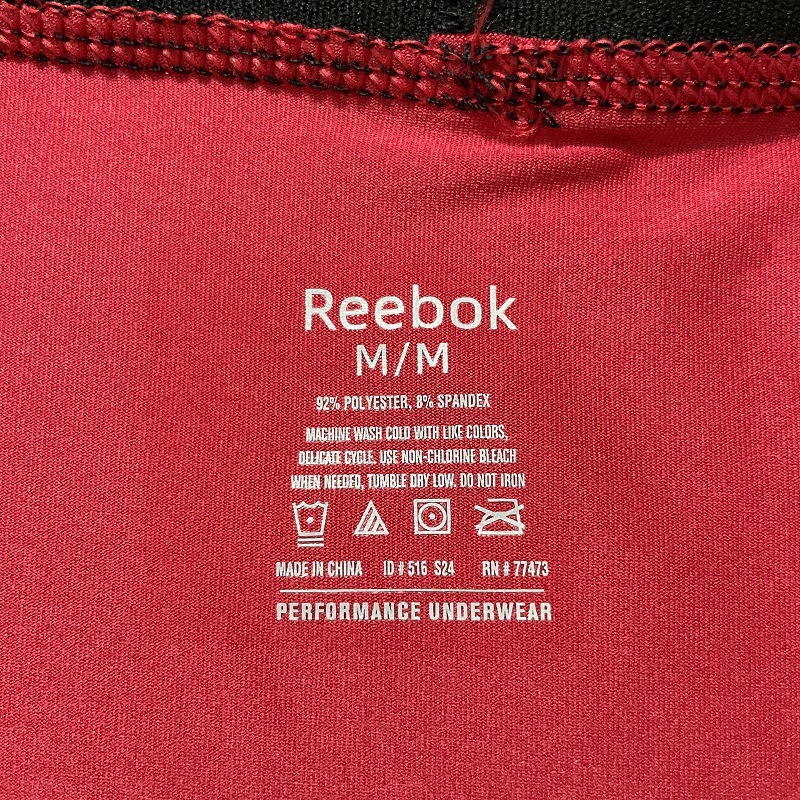 Reebok
M/M
92% POLYESTER, 8% SPANDEX
MACHINE WASH COLD WITH LIKE COLORS,
DELICATE CYCLE. USE NON-CHLORINE BLEACH
WHEN NEEDED, TUMBLE DRY LOW. DO NOT IRON
MADE IN CHINA ID # 516 S24 RN # 77473
PERFORMANCE UNDERWEAR